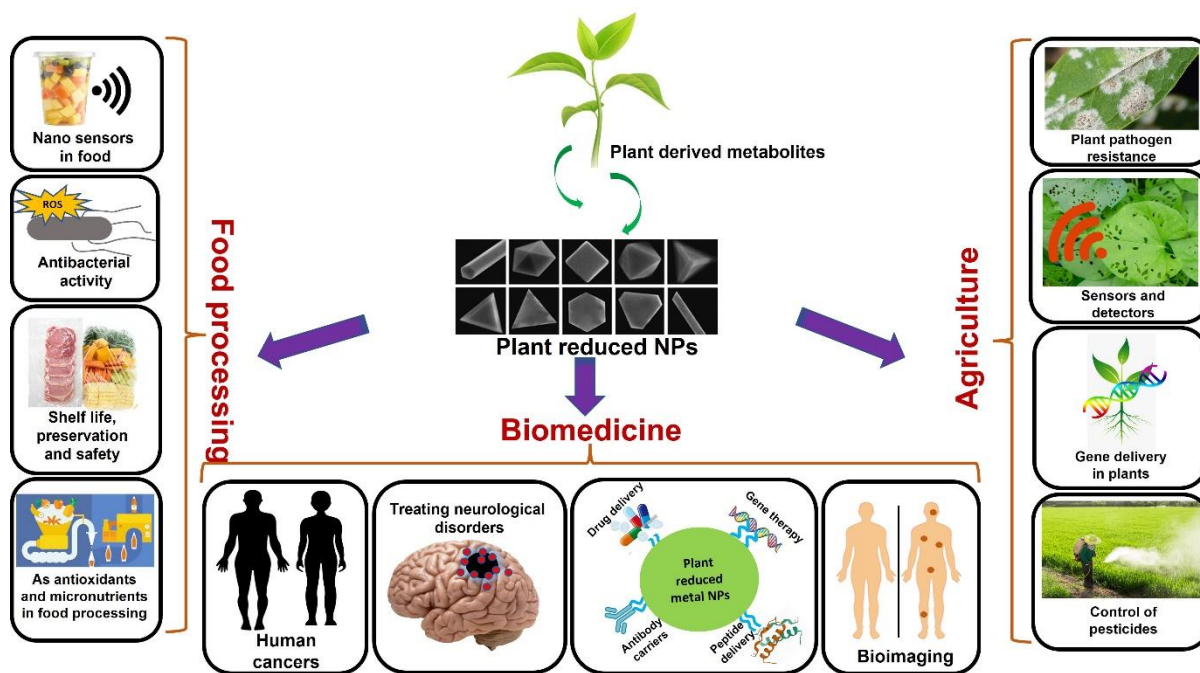 Plant derived metabolites
Plant reduced NPs
Food processing
Nano sensors
in food
ROS
Antibacterial
activity
Shelf life,
preservation
and safety
As antioxidants
and micronutrients
in food processing
Biomedicine
Human
cancers
Treating neurological
disorders
Drug delivery
Gene therapy
Plant
reduced
metal NPs
Antibody
carriers
Peptide
delivery
Bioimaging
Agriculture
Plant pathogen
resistance
Sensors and
detectors
Gene delivery
in plants
Control of
pesticides